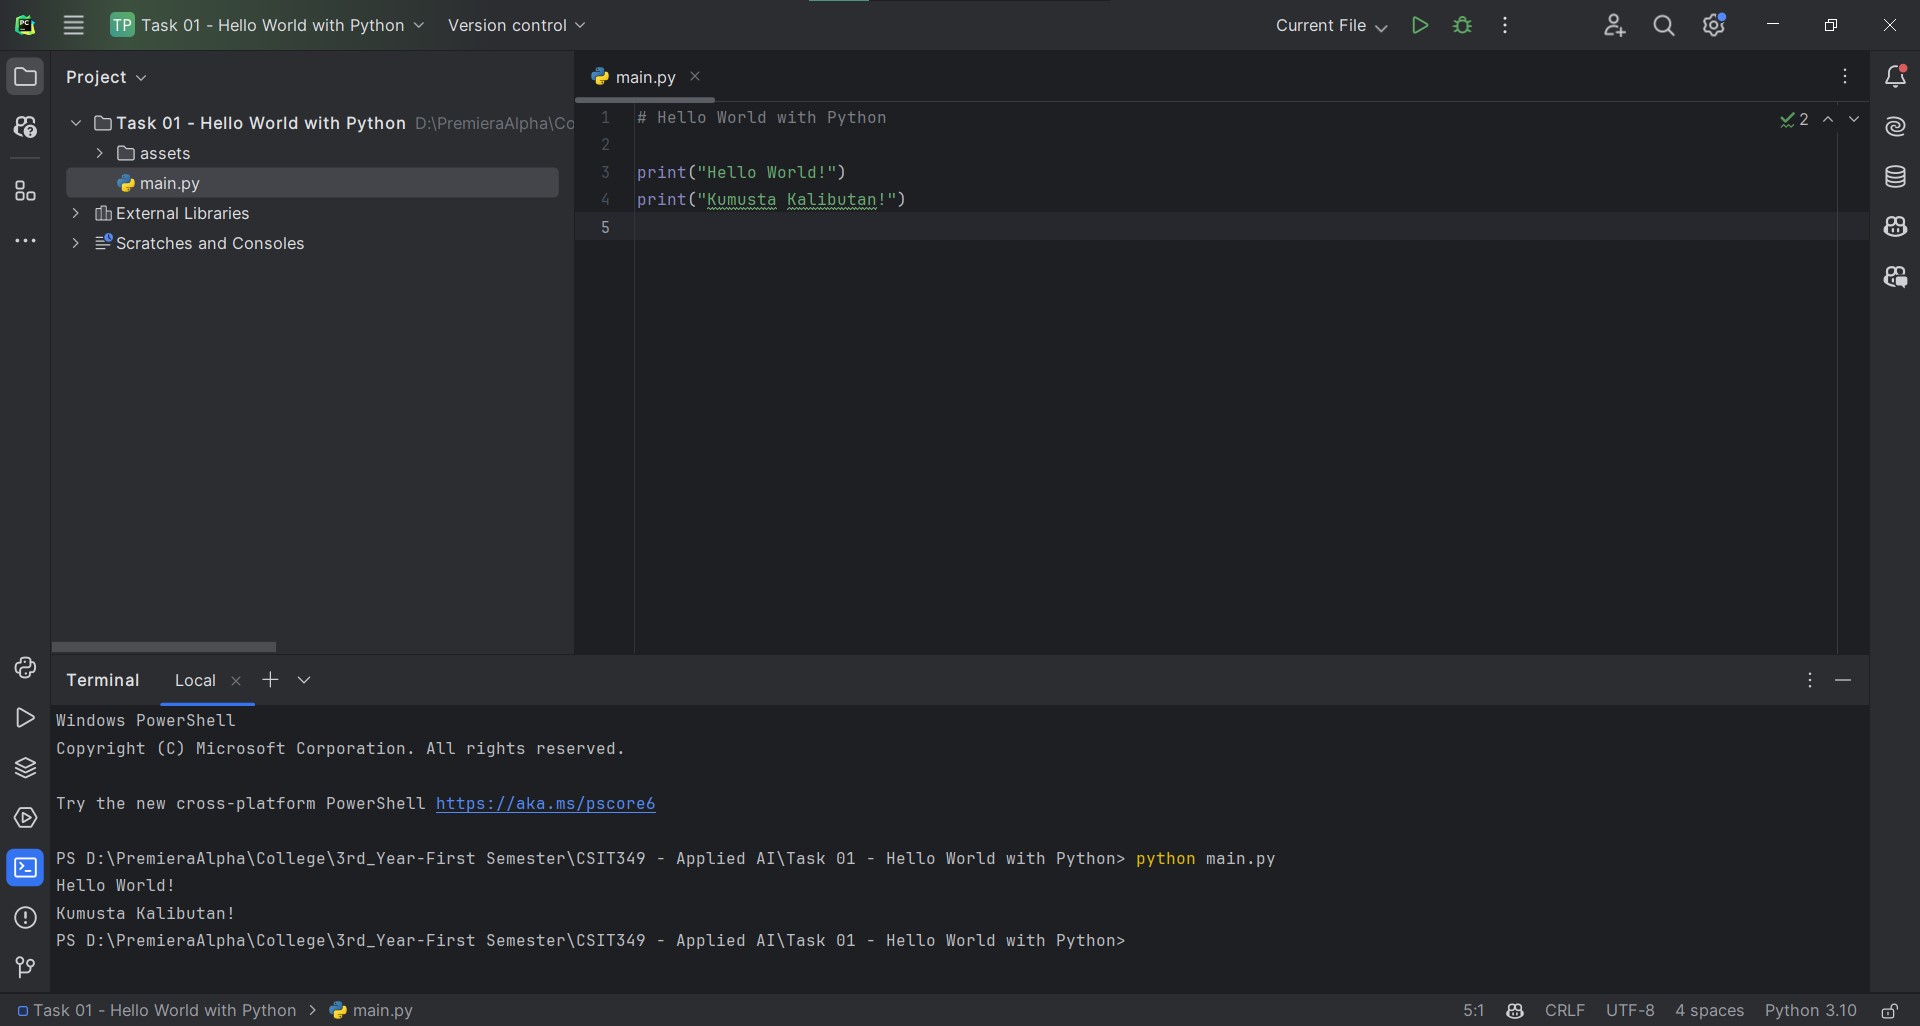 TP Task 01 - Hello World with Python Version control Current File
Project
main.py
Task 01 - Hello World with Python D:\PremieraAlpha\Co
assets
main.py
External Libraries
Scratches and Consoles
1 # Hello World with Python
2
3 print("Hello World!")
4 print("Kumusta Kalibutan!")
5
2
Terminal Local
Windows PowerShell
Copyright (C) Microsoft Corporation. All rights reserved.
Try the new cross-platform PowerShell https://aka.ms/pscore6
PS D:\PremieraAlpha\College\3rd_Year-First Semester\CSIT349 - Applied AI\Task 01 - Hello World with Python> python main.py
Hello World!
Kumusta Kalibutan!
PS D:\PremieraAlpha\College\3rd_Year-First Semester\CSIT349 - Applied AI\Task 01 - Hello World with Python>
Task 01 - Hello World with Python > main.py 5:1 CRLF UTF-8 4 spaces Python 3.10